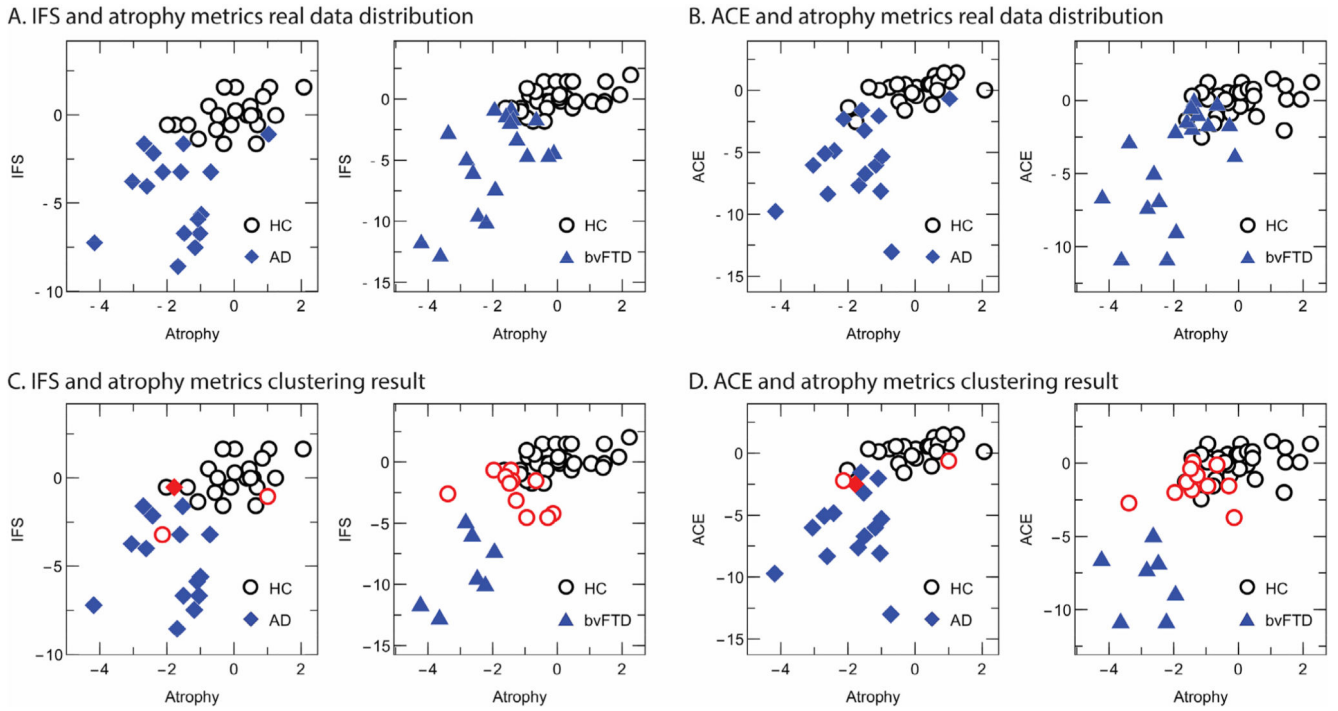 A. IFS and atrophy metrics real data distribution
B. ACE and atrophy metrics real data distribution
0
- 5
- 10
IFS
HC
AD
- 4
- 2
0
2
Atrophy
0
- 5
- 10
- 15
IFS
HC
bvFTD
- 4
- 2
0
2
Atrophy
0
- 5
- 10
- 15
ACE
HC
AD
- 4
- 2
0
2
Atrophy
0
- 5
- 10
ACE
HC
bvFTD
- 4
- 2
0
2
Atrophy
C. IFS and atrophy metrics clustering result
D. ACE and atrophy metrics clustering result
0
−5
−10
IFS
HC
AD
−4
−2
0
2
Atrophy
0
−5
−10
−15
IFS
HC
bvFTD
−4
−2
0
2
Atrophy
0
−5
−10
−15
ACE
HC
AD
−4
−2
0
2
Atrophy
0
−5
−10
ACE
HC
bvFTD
−4
−2
0
2
Atrophy